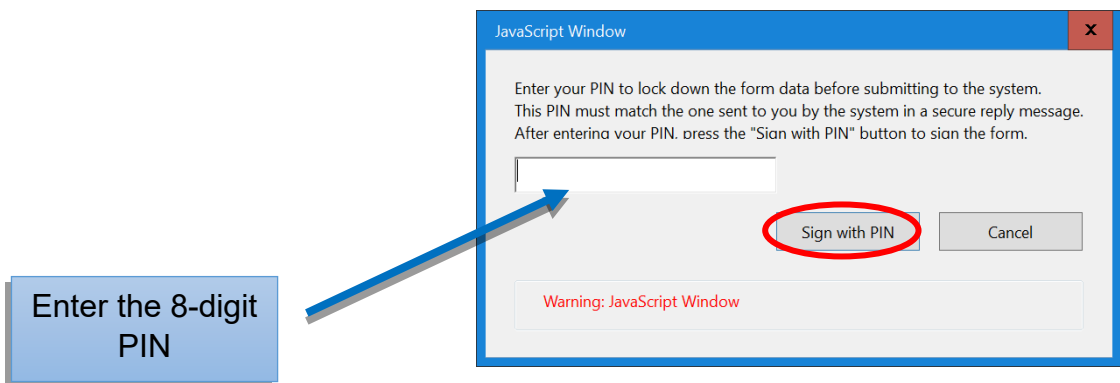 JavaScript Window
x
Enter your PIN to lock down the form data before submitting to the system.
This PIN must match the one sent to you by the system in a secure reply message.
After entering your PIN, press the "Sign with PIN" button to sign the form.
Sign with PIN
Cancel
Warning: JavaScript Window
Enter the 8-digit
PIN